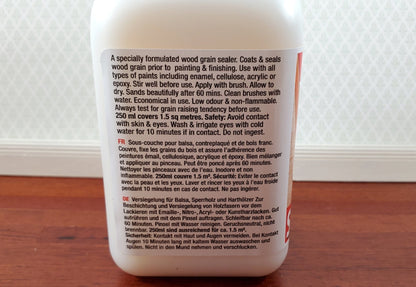 A specially formulated wood grain sealer. Coats & seals
wood grain prior to painting & finishing. Use with all
types of paints including enamel, cellulose, acrylic or
epoxy. Stir well before use. Apply with brush. Allow to
dry. Sands beautifully after 60 mins. Clean brushes with
water. Economical in use. Low odour & non-flammable.
Always test for grain raising tendency before use.
250 ml covers 1.5 sq metres. Safety: Avoid contact
with skin & eyes. Wash & irrigate eyes with cold
water for 10 minutes if in contact. Do not ingest.
FR
Sous-couche pour balsa, contreplaqué et de bois franc.
Couvre, fixe les grains du bois et assure l'adhérence des
peintures émail, cellulosique, acrylique et époxy. Bien mélanger
et appliquer au pinceau. Peut être poncé après 60 minutes.
Nettoyer les pinceaux avec de l'eau. Inodore et non
inflammable. 250ml couvre 1.5 m². Sécurité: Eviter le contact
avec la peau et les yeux. Laver et rincer les yeux à l'eau froide
pendant 10 minutes en cas de contact. Ne pas ingérer.
DE Versiegelung für Balsa, Sperrholz und Harthölzer Zur
Beschichtung und Versiegelung von Holzfasern vor dem
Lackieren mit Emaile-, Nitro-, Acryl- oder Kunstharzlacken. Gut
aufrühren und mit dem Pinsel auftragen. Schleifbar nach ca.
60 Minuten. Pinsel mit Wasser reinigen. Geruchsneutral, nicht
brennbar. 250ml sind ausreichend für ca. 1.5 m².
Sicherheit: Kontakt mit Haut und Augen vermeiden. Bei Kontakt
Augen 10 Minuten lang mit kaltem Wasser auswaschen und
spülen. Nicht in den Mund nehmen und verschlucken.